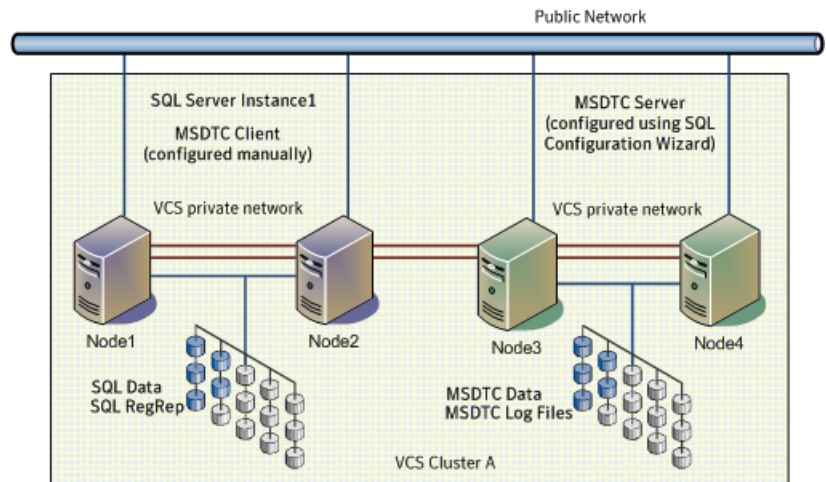 Public Network
SQL Server Instance1
MSDTC Client
(configured manually)
MSDTC Server
(configured using SQL
Configuration Wizard)
VCS private network
VCS private network
Node1
Node2
Node3
Node4
SQL Data
SQL RegRep
MSDTC Data
MSDTC Log Files
VCS Cluster A